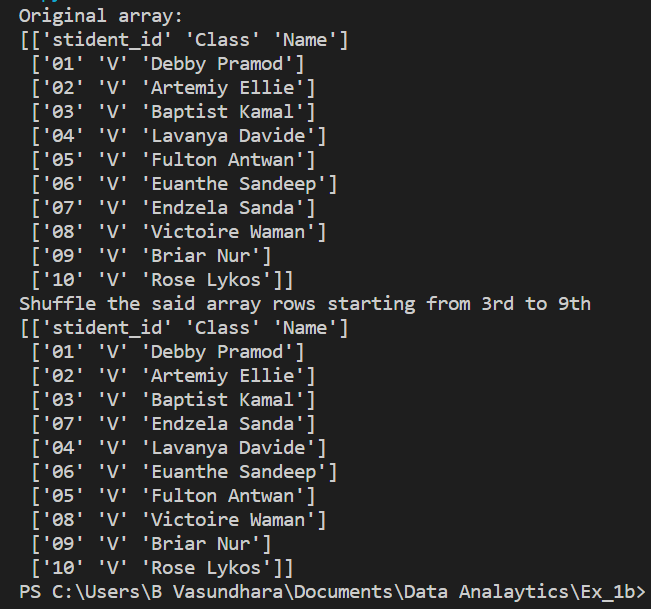 Original array:
[['stident_id' 'Class' 'Name']
 ['01' 'V' 'Debby Pramod']
 ['02' 'V' 'Artemiy Ellie']
 ['03' 'V' 'Baptist Kamal']
 ['04' 'V' 'Lavanya Davide']
 ['05' 'V' 'Fulton Antwan']
 ['06' 'V' 'Euanthe Sandeep']
 ['07' 'V' 'Endzela Sanda']
 ['08' 'V' 'Victoire Waman']
 ['09' 'V' 'Briar Nur']
 ['10' 'V' 'Rose Lykos']]
Shuffle the said array rows starting from 3rd to 9th
[['stident_id' 'Class' 'Name']
 ['01' 'V' 'Debby Pramod']
 ['02' 'V' 'Artemiy Ellie']
 ['03' 'V' 'Baptist Kamal']
 ['07' 'V' 'Endzela Sanda']
 ['04' 'V' 'Lavanya Davide']
 ['06' 'V' 'Euanthe Sandeep']
 ['05' 'V' 'Fulton Antwan']
 ['08' 'V' 'Victoire Waman']
 ['09' 'V' 'Briar Nur']
 ['10' 'V' 'Rose Lykos']]
PS C:\Users\B Vasundhara\Documents\Data Analaytics\Ex_1b>